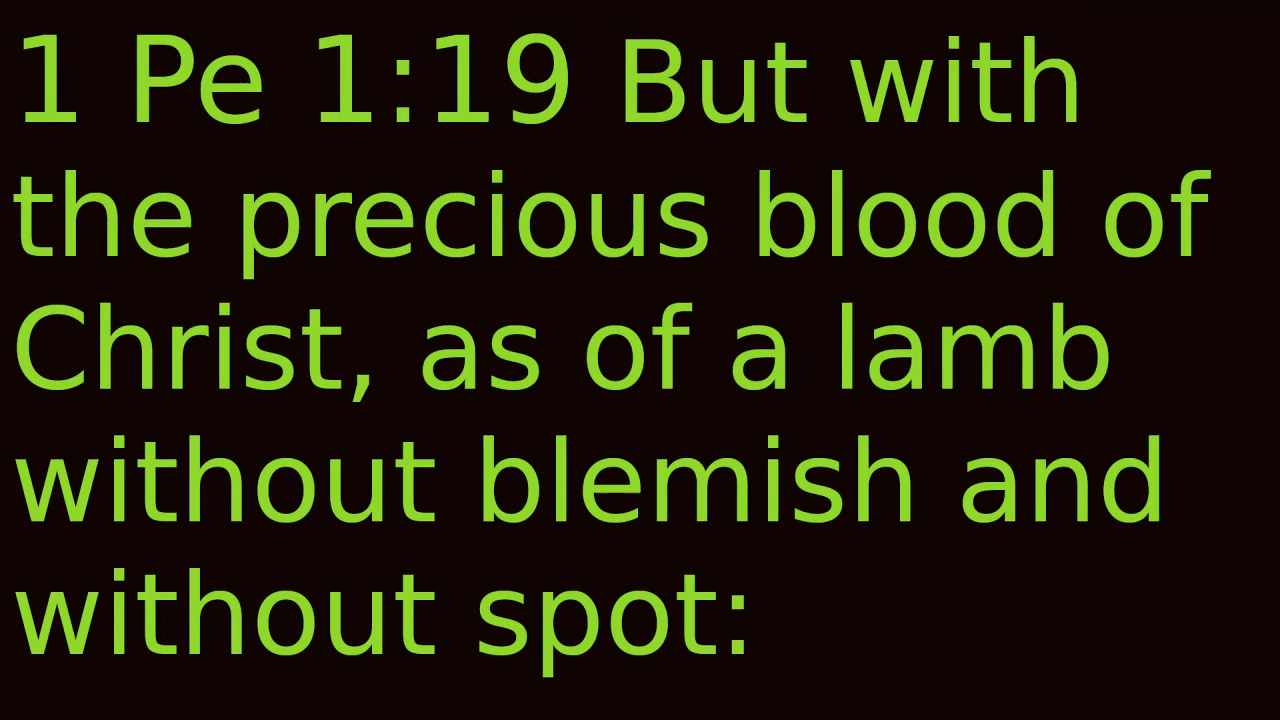 1 Pe 1:19 But with
the precious blood of
Christ, as of a lamb
without blemish and
without spot: